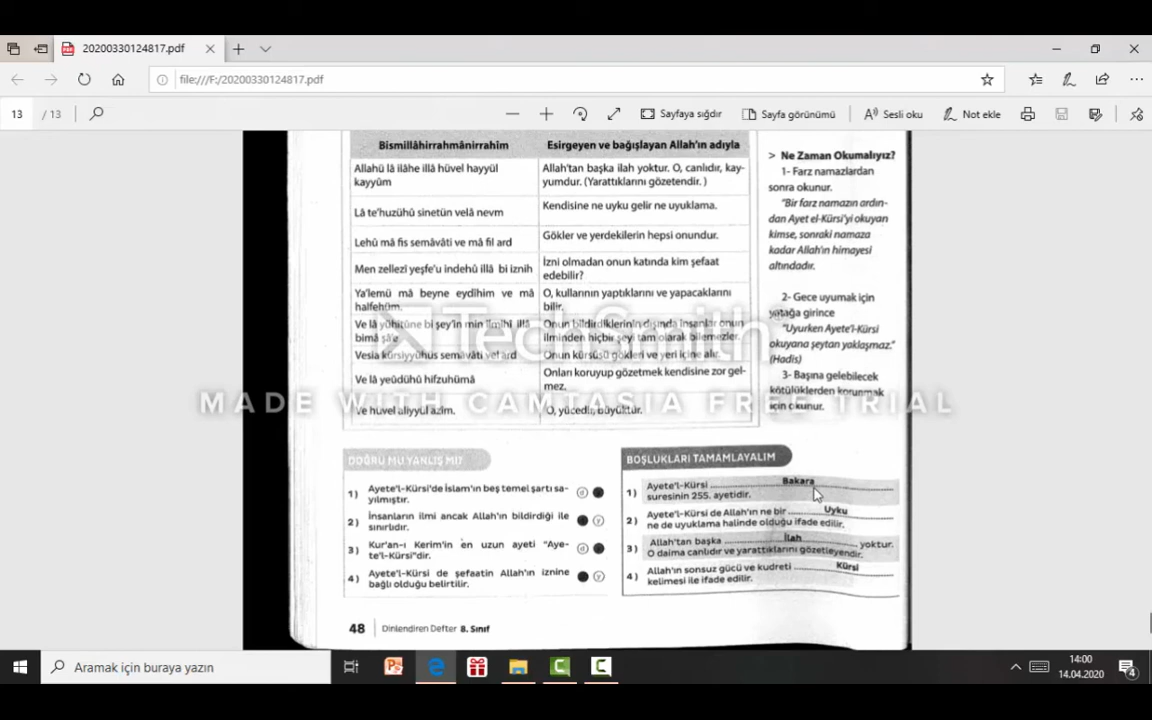 20200330124817.pdf
file:///F:/20200330124817.pdf
13 / 13
Sayfaya sığdır
Sayfa görünümü
Sesli oku
Not ekle
Bismillâhirrahmânirrahîm
Esirgeyen ve bağışlayan Allah'ın adıyla
Allahü lâ ilâhe illâ hüvel hayyül
kayyûm
Allah'tan başka ilah yoktur. O, canlıdır, kay-
yumdur. (Yarattıklarını gözetendir. )
Lâ te'huzühû sinetün velâ nevm
Kendisine ne uyku gelir ne uyuklama.
Lehû mâ fis semâvâti ve mâ fil ard
Gökler ve yerdekilerin hepsi onundur.
Men zellezî yeşfe'u indehû illâ bi iznih
İzni olmadan onun katında kim şefaat
edebilir?
Ya'lemü mâ beyne eydîhim ve mâ
halfehüm.
O, kullarının yaptıklarını ve yapacaklarını
bilir.
Ve lâ yühîtûne bi şey'in min ilmihî illâ
bimâ şâ'e
Onun bildirdiklerinin dışında insanlar onun
ilminden hiçbir şeyi tam olarak bilemezler.
Vesia kürsiyyühüs semâvâti vel ard
Onun kürsüsü gökleri ve yeri içine alır.
Ve lâ yeûdühû hifzuhümâ
Onları koruyup gözetmek kendisine zor gel-
mez.
Ve hüvel aliyyül azîm.
O, yücedir, büyüktür.
> Ne Zaman Okumalıyız?
1- Farz namazlardan
sonra okunur.
"Bir farz namazın ardın-
dan Ayet el-Kürsi'yi okuyan
kimse, sonraki namaza
kadar Allah'ın himayesi
altındadır.
2- Gece uyumak için
yatağa girince
"Uyurken Ayete'l-Kürsi
okuyana şeytan yaklaşmaz."
(Hadis)
3- Başına gelebilecek
kötülüklerden korunmak
için okunur.
TechSmith
MADE WITH CAMTASIA FREE TRIAL
DOĞRU MU YANLIŞ MI?
1) Ayete'l-Kürsi'de İslam'ın beş temel şartı sa-
yılmıştır.
2) İnsanların ilmi ancak Allah'ın bildirdiği ile
sınırlıdır.
3) Kur'an-ı Kerim'in en uzun ayeti "Aye-
te'l-Kürsi"dir.
4) Ayete'l-Kürsi de şefaatin Allah'ın iznine
bağlı olduğu belirtilir.
BOŞLUKLARI TAMAMLAYALIM
1) Ayete'l-Kürsi ........ Bakara ........
suresinin 255. ayetidir.
2) Ayete'l-Kürsi de Allah'ın ne bir ........ Uyku ........
ne de uyuklama halinde olduğu ifade edilir.
3) Allah'tan başka ........ İlah ........ yoktur.
O daima canlıdır ve yarattıklarını gözetleyendir.
4) Allah'ın sonsuz gücü ve kudreti ........ Kürsi ........
kelimesi ile ifade edilir.
48 | Dinlendiren Defter 8. Sınıf
Aramak için buraya yazın
14:00
14.04.2020
4